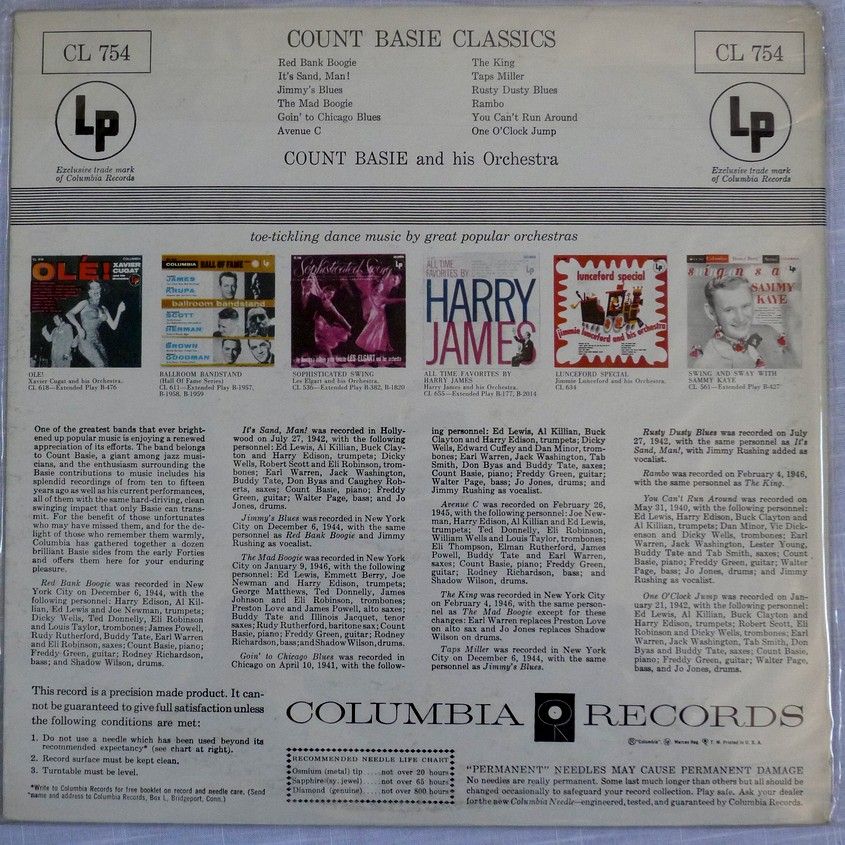 CL 754
COUNT BASIE CLASSICS
CL 754
Red Bank Boogie
It's Sand, Man!
Jimmy's Blues
The Mad Boogie
Goin' to Chicago Blues
Avenue C
The King
Taps Miller
Rusty Dusty Blues
Rambo
You Can't Run Around
One O'Clock Jump
Lp
Exclusive trade mark
of Columbia Records
COUNT BASIE and his Orchestra
Lp
Exclusive trade mark
of Columbia Records
toe-tickling dance music by great popular orchestras
OLÉ!
XAVIER
CUGAT
COLUMBIA
HALL OF FAME
JAMES
KRUPA
ballroom bandstand
SCOTT
HERMAN
BROWN
GOODMAN
Sophisticated Swing
LES ELGART
ALL TIME
FAVORITES BY
HARRY
JAMES
lunceford special
jimmie lunceford and his orchestra
SAMMY
KAYE
OLÉ!
Xavier Cugat and his Orchestra.
CL 618—Extended Play B-476
BALLROOM BANDSTAND
(Hall Of Fame Series)
CL 611—Extended Play B-1957,
B-1958, B-1959
SOPHISTICATED SWING
Les Elgart and his Orchestra.
CL 536—Extended Play B-382, B-1820
ALL TIME FAVORITES BY
HARRY JAMES
Harry James and his Orchestra.
CL 655—Extended Play B-177, B-2014
LUNCEFORD SPECIAL
Jimmie Lunceford and his Orchestra.
CL 634
SWING AND SWAY WITH
SAMMY KAYE
CL 561—Extended Play B-427
One of the greatest bands that ever bright-
ened up popular music is enjoying a renewed
appreciation of its efforts. The band belongs
to Count Basie, a giant among jazz mus-
icians, and the enthusiasm surrounding the
Basie contributions to music includes his
splendid recordings of from ten to fifteen
years ago as well as his current performances,
all of them with the same hard-driving, clean
swinging impact that only Basie can trans-
mit. For the benefit of those unfortunates
who may have missed them, and for the de-
light of those who remember them warmly,
Columbia has gathered together a dozen
brilliant Basie sides from the early Forties
and offers them here for your enduring
pleasure.
Red Bank Boogie was recorded in New
York City on December 6, 1944, with the
following personnel: Harry Edison, Al Kil-
lian, Ed Lewis and Joe Newman, trumpets;
Dicky Wells, Ted Donnelly, Eli Robinson
and Louis Taylor, trombones; James Powell,
Rudy Rutherford, Buddy Tate, Earl Warren
and Eli Robinson, saxes; Count Basie, piano;
Freddy Green, guitar; Rodney Richardson,
bass; and Shadow Wilson, drums.
It's Sand, Man! was recorded in Holly-
wood on July 27, 1942, with the following
personnel: Ed Lewis, Al Killian, Buck Clay-
ton and Harry Edison, trumpets; Dicky
Wells, Robert Scott and Eli Robinson, trom-
bones; Earl Warren, Jack Washington,
Buddy Tate, Don Byas and Caughey Rob-
erts, saxes; Count Basie, piano; Freddy
Green, guitar; Walter Page, bass; and Jo
Jones, drums.
Jimmy's Blues was recorded in New York
City on December 6, 1944, with the same
personnel as Red Bank Boogie and Jimmy
Rushing as vocalist.
The Mad Boogie was recorded in New York
City on January 9, 1946, with the following
personnel: Ed Lewis, Emmett Berry, Joe
Newman and Harry Edison, trumpets;
George Matthews, Ted Donnelly, James
Johnson and Eli Robinson, trombones;
Preston Love and James Powell, alto saxes;
Buddy Tate and Illinois Jacquet, tenor
saxes; Rudy Rutherford, baritone sax; Count
Basie, piano; Freddy Green, guitar; Rodney
Richardson, bass; and Shadow Wilson, drums.
Goin' to Chicago Blues was recorded in
Chicago on April 10, 1941, with the follow-
ing personnel: Ed Lewis, Al Killian, Buck
Clayton and Harry Edison, trumpets; Dicky
Wells, Edward Cuffey and Dan Minor, trom-
bones; Earl Warren, Jack Washington, Tab
Smith, Don Byas and Buddy Tate, saxes;
Count Basie, piano; Freddy Green, guitar;
Walter Page, bass; Jo Jones, drums; and
Jimmy Rushing as vocalist.
Avenue C was recorded on February 26,
1945, with the following personnel: Joe New-
man, Harry Edison, Al Killian and Ed Lewis,
trumpets; Ted Donnelly, Eli Robinson,
William Wells and Louis Taylor, trombones;
Eli Thompson, Elman Rutherford, James
Powell, Buddy Tate and Earl Warren,
saxes; Count Basie, piano; Freddy Green,
guitar; Rodney Richardson, bass; and
Shadow Wilson, drums.
The King was recorded in New York City
on February 4, 1946, with the same person-
nel as The Mad Boogie except for these
changes: Earl Warren replaces Preston Love
on alto sax and Jo Jones replaces Shadow
Wilson on drums.
Taps Miller was recorded in New York
City on December 6, 1944, with the same
personnel as Jimmy's Blues.
Rusty Dusty Blues was recorded on July
27, 1942, with the same personnel as It's
Sand, Man!, with Jimmy Rushing added as
vocalist.
Rambo was recorded on February 4, 1946,
with the same personnel as The King.
You Can't Run Around was recorded on
May 31, 1940, with the following personnel:
Ed Lewis, Harry Edison, Buck Clayton and
Al Killian, trumpets; Dan Minor, Vic Dick-
enson and Dicky Wells, trombones; Earl
Warren, Jack Washington, Lester Young,
Buddy Tate and Tab Smith, saxes; Count
Basie, piano; Freddy Green, guitar; Walter
Page, bass; Jo Jones, drums; and Jimmy
Rushing as vocalist.
One O'Clock Jump was recorded on Jan-
uary 21, 1942, with the following personnel:
Ed Lewis, Al Killian, Buck Clayton and
Harry Edison, trumpets; Robert Scott, Eli
Robinson and Dicky Wells, trombones; Earl
Warren, Jack Washington, Tab Smith, Don
Byas and Buddy Tate, saxes; Count Basie,
piano; Freddy Green, guitar; Walter Page,
bass, and Jo Jones, drums.
This record is a precision made product. It can-
not be guaranteed to give full satisfaction unless
the following conditions are met:
1. Do not use a needle which has been used beyond its
recommended expectancy* (see chart at right).
2. Record surface must be kept clean.
3. Turntable must be level.
*Write to Columbia Records for free booklet on record and needle care. (Send
name and address to Columbia Records, Box L, Bridgeport, Conn.)
COLUMBIA RECORDS
® "Columbia", Marcas Reg. T. M. Printed in U. S. A.
RECOMMENDED NEEDLE LIFE CHART
Osmium (metal) tip ..... not over 20 hours
Sapphire (sy. jewel) .... not over 65 hours
Diamond (genuine) ..... not over 800 hours
"PERMANENT" NEEDLES MAY CAUSE PERMANENT DAMAGE
No needles are really permanent. Some last much longer than others but all should be
changed occasionally to safeguard your record collection. Play safe. Ask your dealer
for the new Columbia Needle—engineered, tested, and guaranteed by Columbia Records.